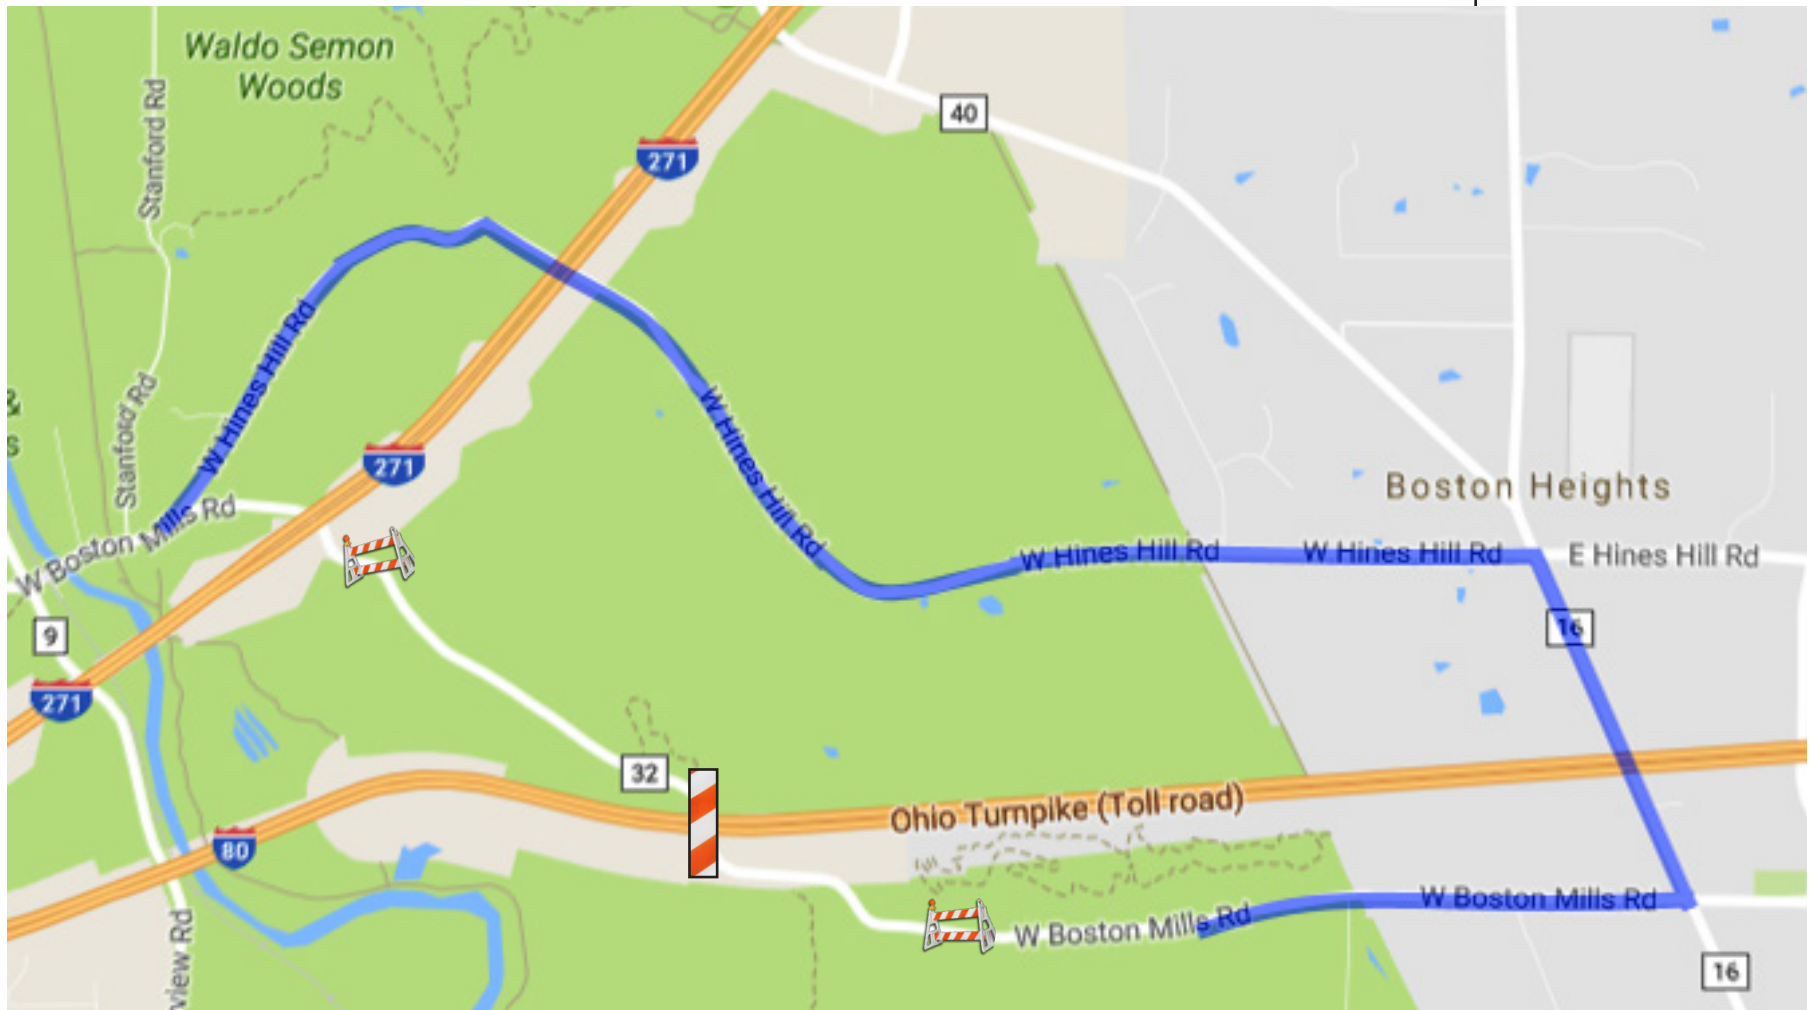 Waldo Semon
Woods
Stanford Rd
40
271
W Hines Hill Rd
Stanford Rd
&
s
271
W Hines Hill Rd
Boston Heights
W Boston Mills Rd
W Hines Hill Rd
W Hines Hill Rd
E Hines Hill Rd
9
16
271
32
Ohio Turnpike (Toll road)
80
W Boston Mills Rd
W Boston Mills Rd
view Rd
16